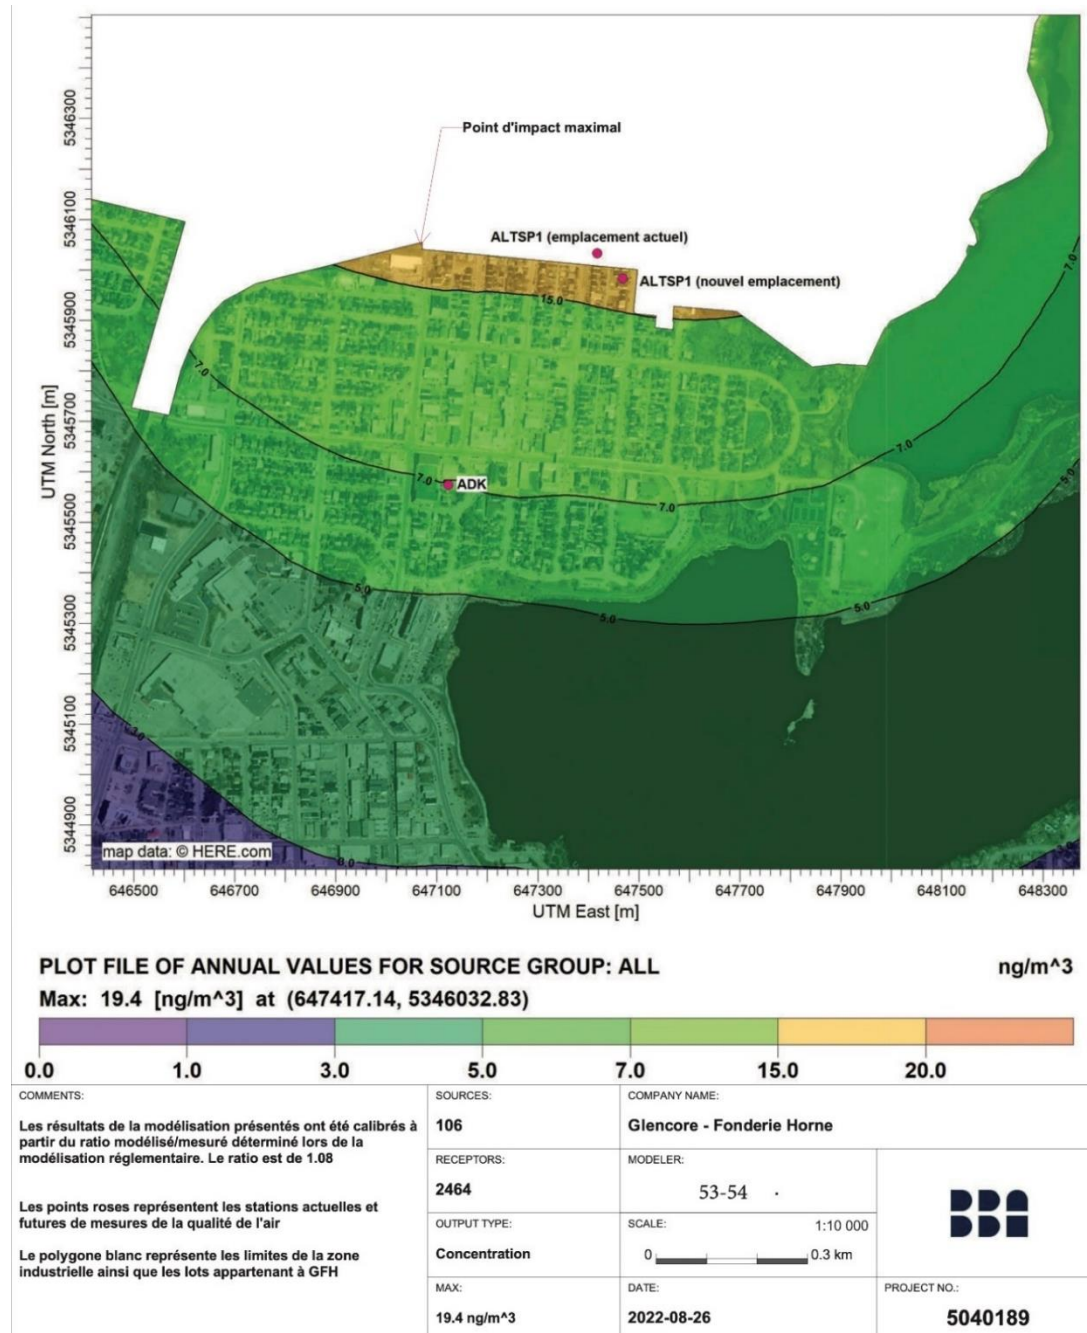 5346300
5346100
5345900
5345700
5345500
5345300
5345100
5344900
UTM North [m]
Point d'impact maximal
ALTSP1 (emplacement actuel)
ALTSP1 (nouvel emplacement)
15.0
7.0
7.0
7.0
7.0
7.0
ADK
5.0
5.0
5.0
5.0
3.0
map data: © HERE.com
646500 646700 646900 647100 647300 647500 647700 647900 648100 648300
UTM East [m]
PLOT FILE OF ANNUAL VALUES FOR SOURCE GROUP: ALL ng/m^3
Max: 19.4 [ng/m^3] at (647417.14, 5346032.83)
0.0 1.0 3.0 5.0 7.0 15.0 20.0
COMMENTS:
Les résultats de la modélisation présentés ont été calibrés à
partir du ratio modélisé/mesuré déterminé lors de la
modélisation réglementaire. Le ratio est de 1.08
Les points roses représentent les stations actuelles et
futures de mesures de la qualité de l'air
Le polygone blanc représente les limites de la zone
industrielle ainsi que les lots appartenant à GFH
SOURCES:
106
COMPANY NAME:
Glencore - Fonderie Horne
RECEPTORS:
2464
MODELER:
53-54
OUTPUT TYPE:
Concentration
SCALE: 1:10 000
0 0.3 km
BBA
MAX:
19.4 ng/m^3
DATE:
2022-08-26
PROJECT NO.:
5040189